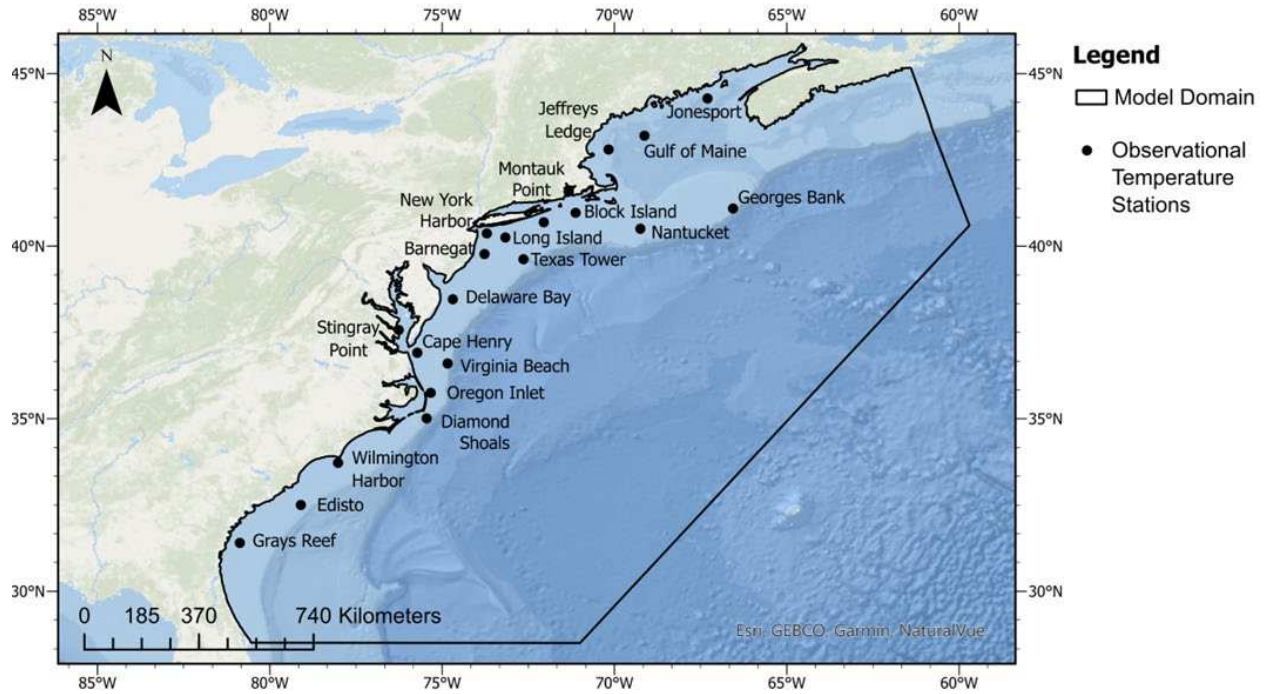 80°W 75°W 70°W 65°W 60°W
N
45°N
45°N
Legend
Model Domain
Observational
Temperature
Stations
Jeffreys
Ledge
Jonesport
Gulf of Maine
Montauk
Point
Georges Bank
New York
Harbor
Block Island
Nantucket
40°N
Long Island
40°N
Barnegat
Texas Tower
Delaware Bay
Stingray
Point
Cape Henry
Virginia Beach
Oregon Inlet
35°N
Diamond
Shoals
35°N
Wilmington
Harbor
Edisto
Grays Reef
30°N
30°N
0 185 370 740 Kilometers
Esri, GEBCO, Garmin, NaturalVue
85°W 80°W 75°W 70°W 65°W 60°W